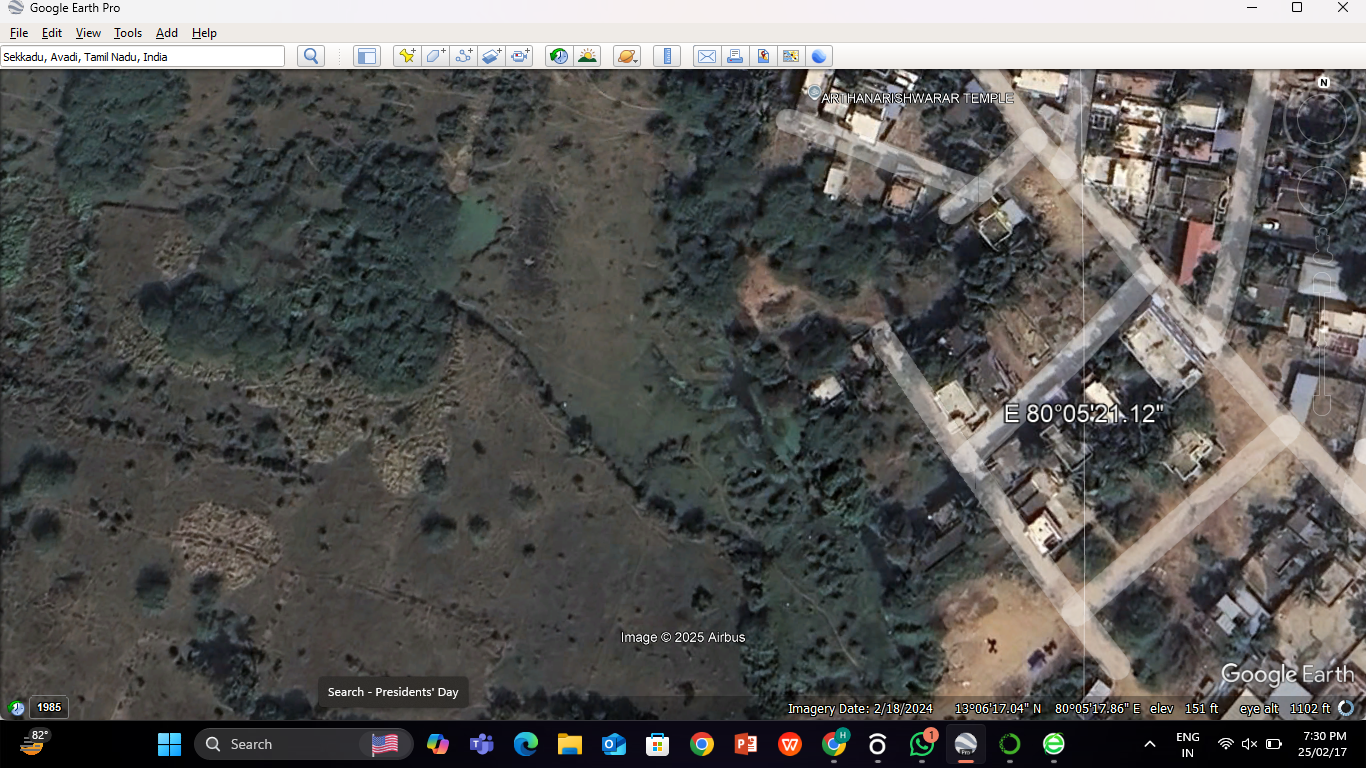 Google Earth Pro
File Edit View Tools Add Help
Sekkadu, Avadi, Tamil Nadu, India
N
ARTHANARISHWARAR TEMPLE
E 80°05'21.12"
Image © 2025 Airbus
Google Earth
Search - Presidents' Day
1985
Imagery Date: 2/18/2024 13°06'17.04" N 80°05'17.86" E elev 151 ft eye alt 1102 ft
82°
Search
H
1
Pro
ENG
IN
7:30 PM
25/02/17